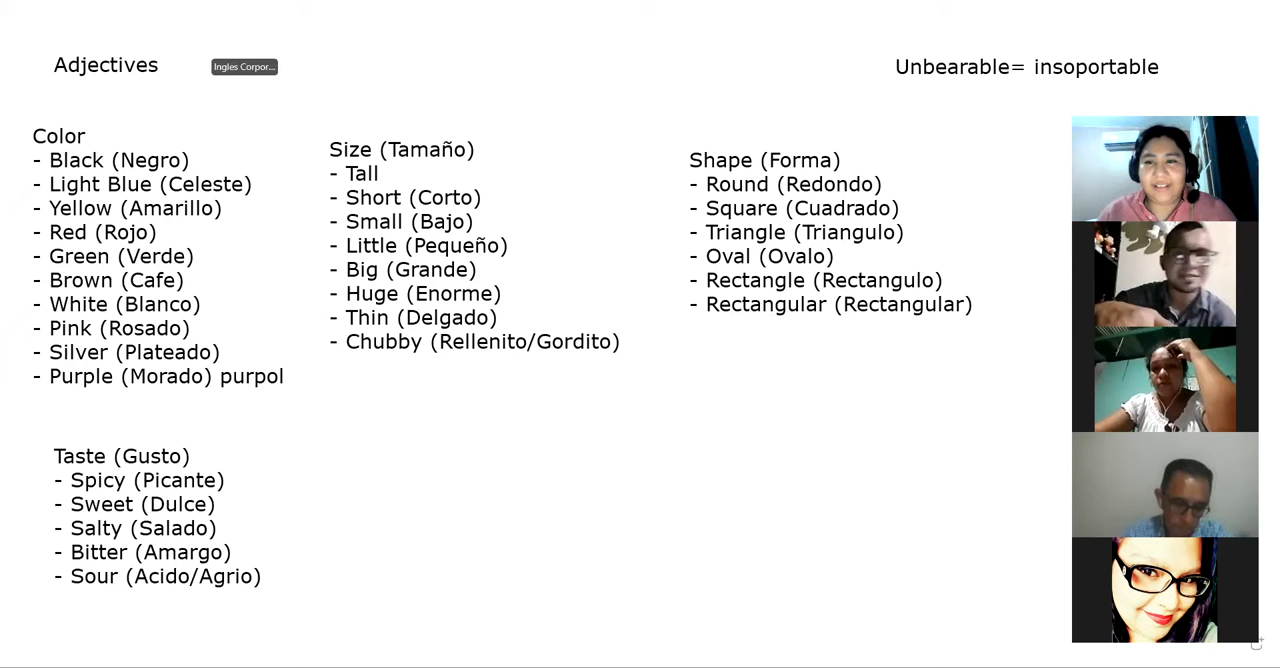 Adjectives
Ingles Corpor...
Unbearable= insoportable
Color
- Black (Negro)
- Light Blue (Celeste)
- Yellow (Amarillo)
- Red (Rojo)
- Green (Verde)
- Brown (Cafe)
- White (Blanco)
- Pink (Rosado)
- Silver (Plateado)
- Purple (Morado) purpol
Size (Tamaño)
- Tall
- Short (Corto)
- Small (Bajo)
- Little (Pequeño)
- Big (Grande)
- Huge (Enorme)
- Thin (Delgado)
- Chubby (Rellenito/Gordito)
Shape (Forma)
- Round (Redondo)
- Square (Cuadrado)
- Triangle (Triangulo)
- Oval (Ovalo)
- Rectangle (Rectangulo)
- Rectangular (Rectangular)
Taste (Gusto)
- Spicy (Picante)
- Sweet (Dulce)
- Salty (Salado)
- Bitter (Amargo)
- Sour (Acido/Agrio)